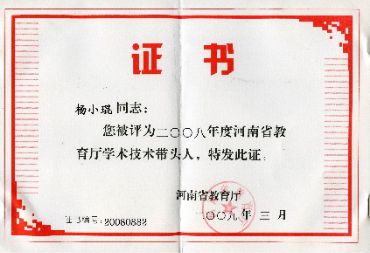 证书
杨小琨同志：
您被评为二〇〇八年度河南省教
育厅学术技术带头人，特发此证。
河南省教育厅
二〇〇九年三月
证书编号：20080882